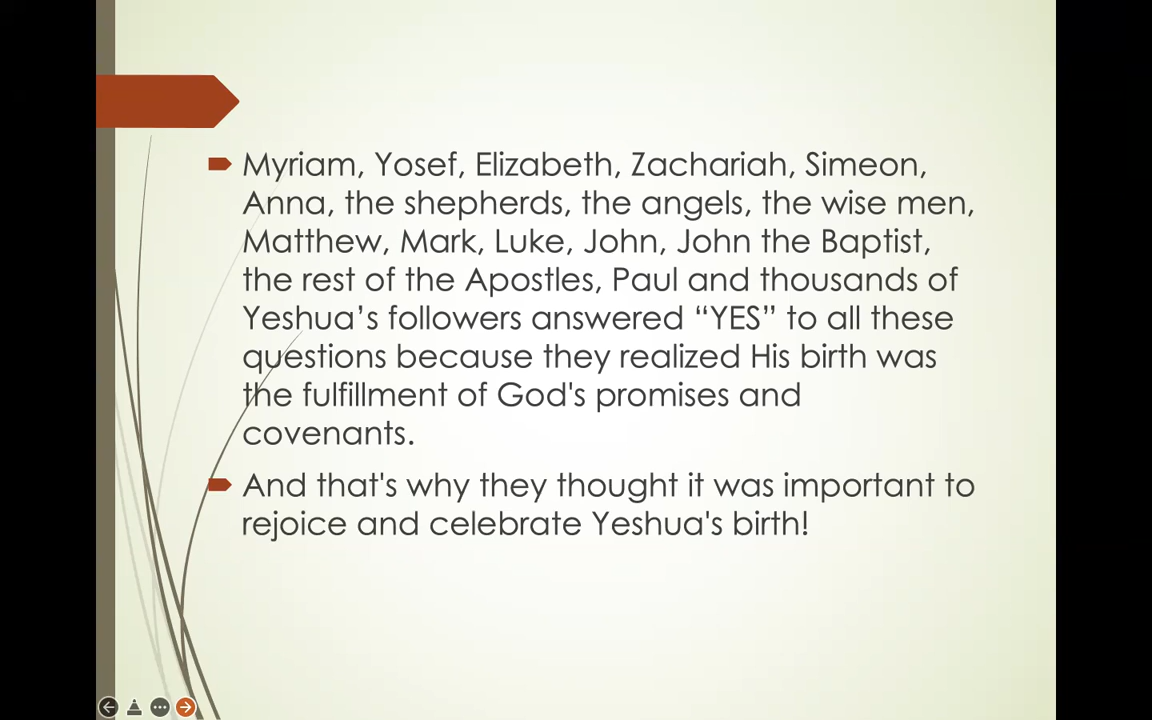 Myriam, Yosef, Elizabeth, Zachariah, Simeon,
Anna, the shepherds, the angels, the wise men,
Matthew, Mark, Luke, John, John the Baptist,
the rest of the Apostles, Paul and thousands of
Yeshua’s followers answered “YES” to all these
questions because they realized His birth was
the fulfillment of God's promises and
covenants.
And that's why they thought it was important to
rejoice and celebrate Yeshua's birth!